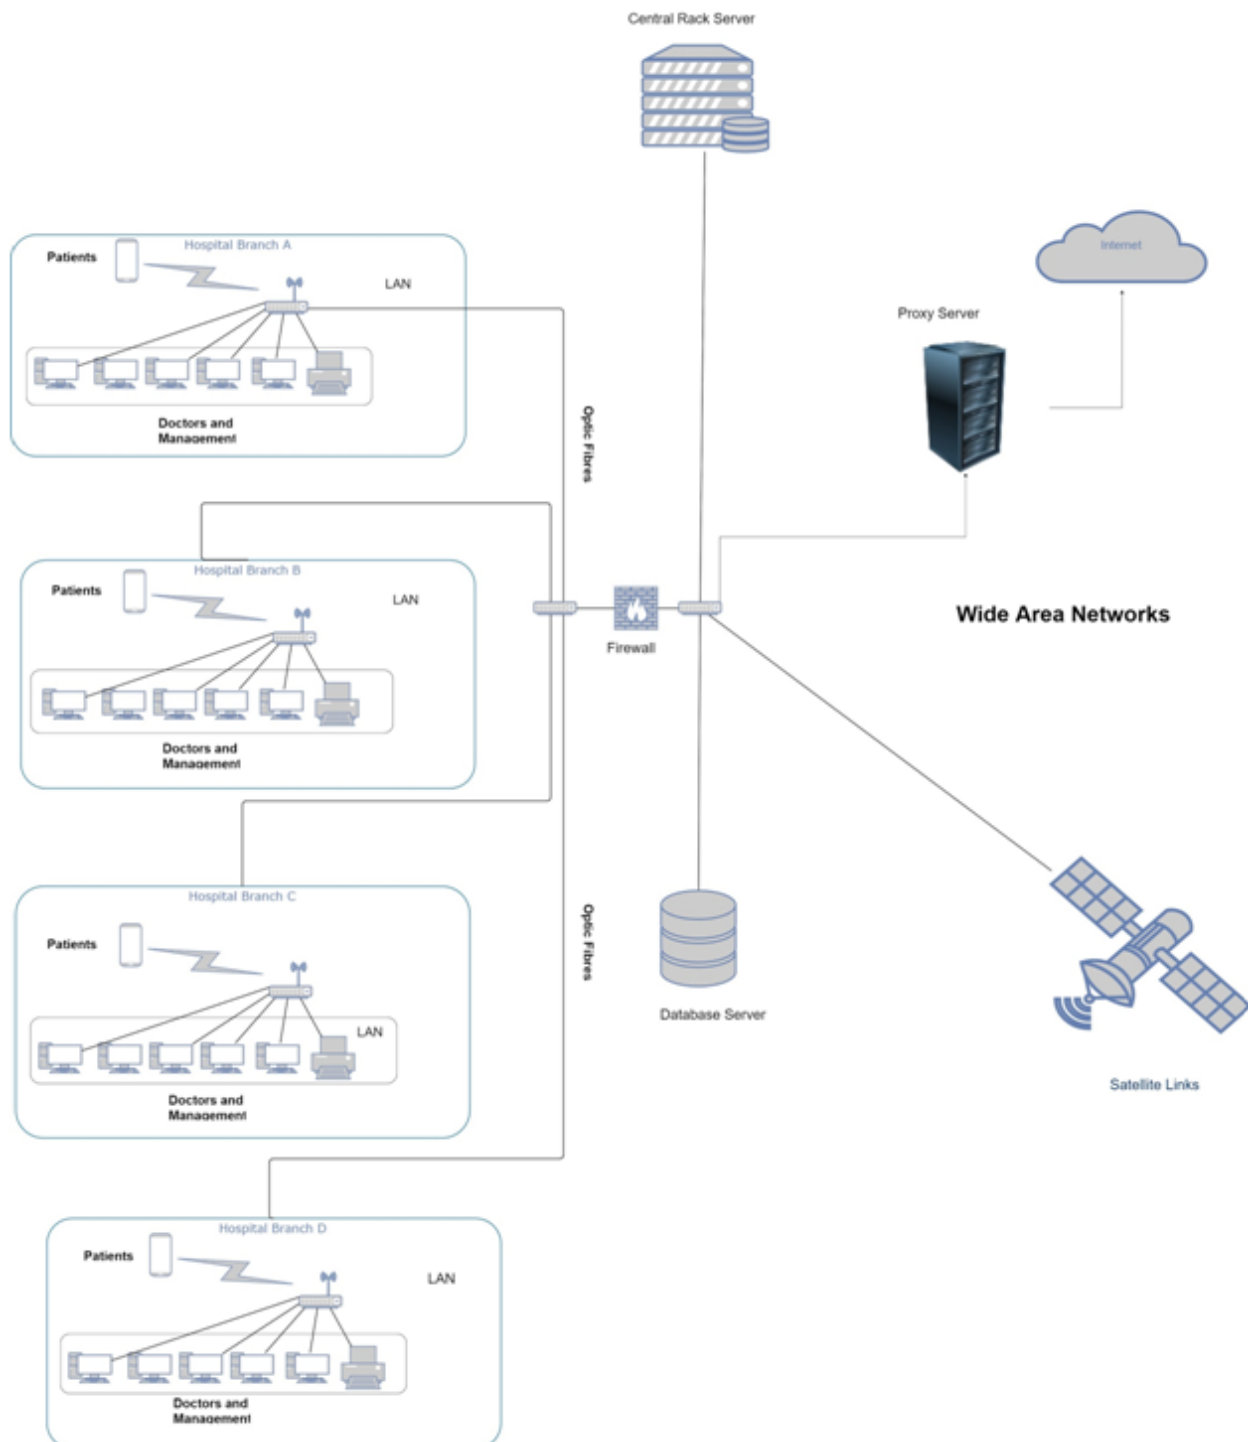 Central Rack Server
Internet
Proxy Server
Hospital Branch A
Patients
LAN
Doctors and
Management
Optic Fibres
Hospital Branch B
Patients
LAN
Doctors and
Management
Firewall
Wide Area Networks
Hospital Branch C
Patients
LAN
Doctors and
Management
Optic Fibres
Database Server
Satellite Links
Hospital Branch D
Patients
LAN
Doctors and
Management